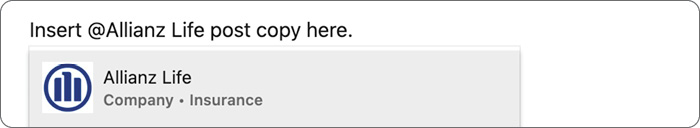 Insert @Allianz Life post copy here.
Allianz Life
Company • Insurance